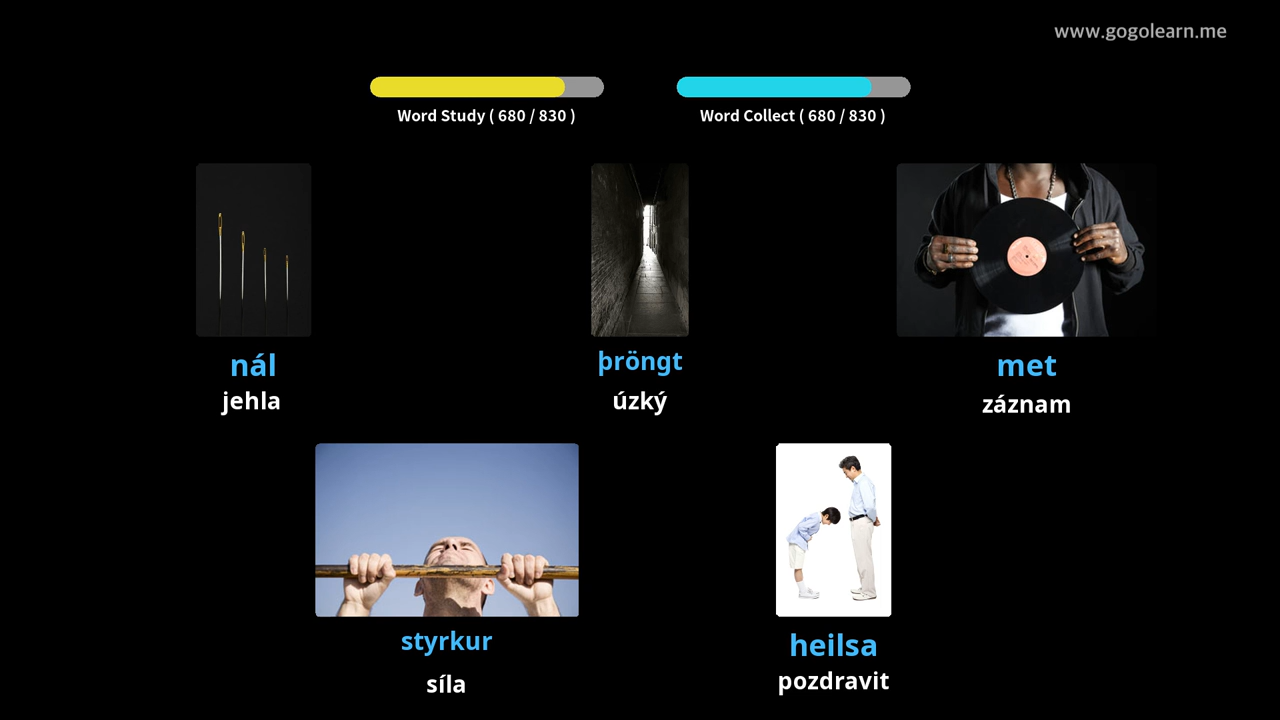 www.gogolearn.me
Word Study ( 680 / 830 )
Word Collect ( 680 / 830 )
nál
jehla
þröngt
úzký
met
záznam
styrkur
síla
heilsa
pozdravit